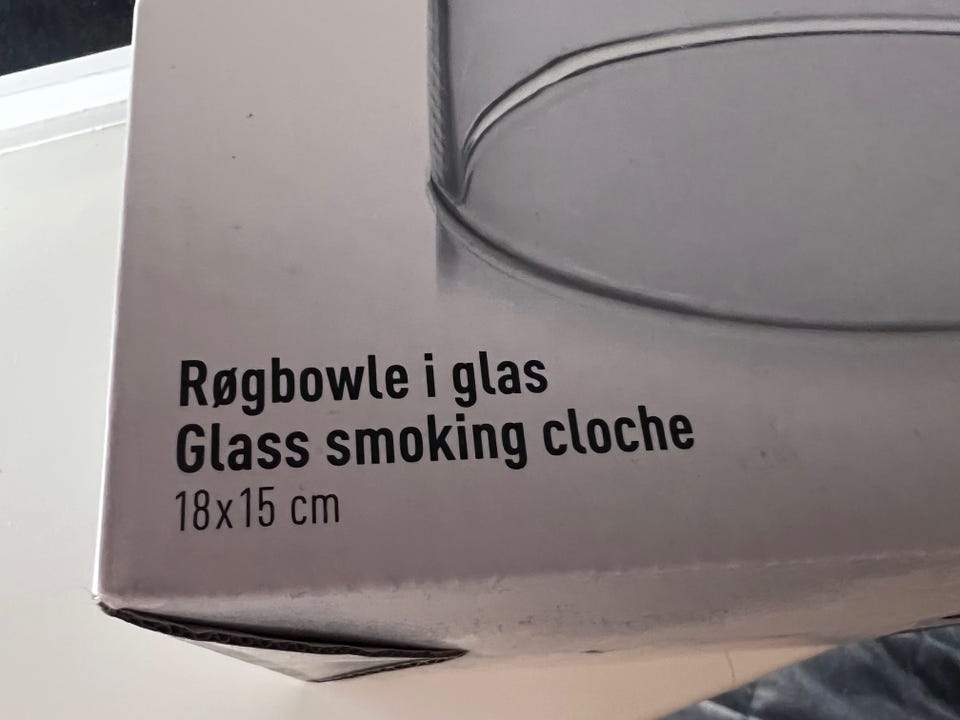 Røgbowle i glas
Glass smoking cloche
18x15 cm